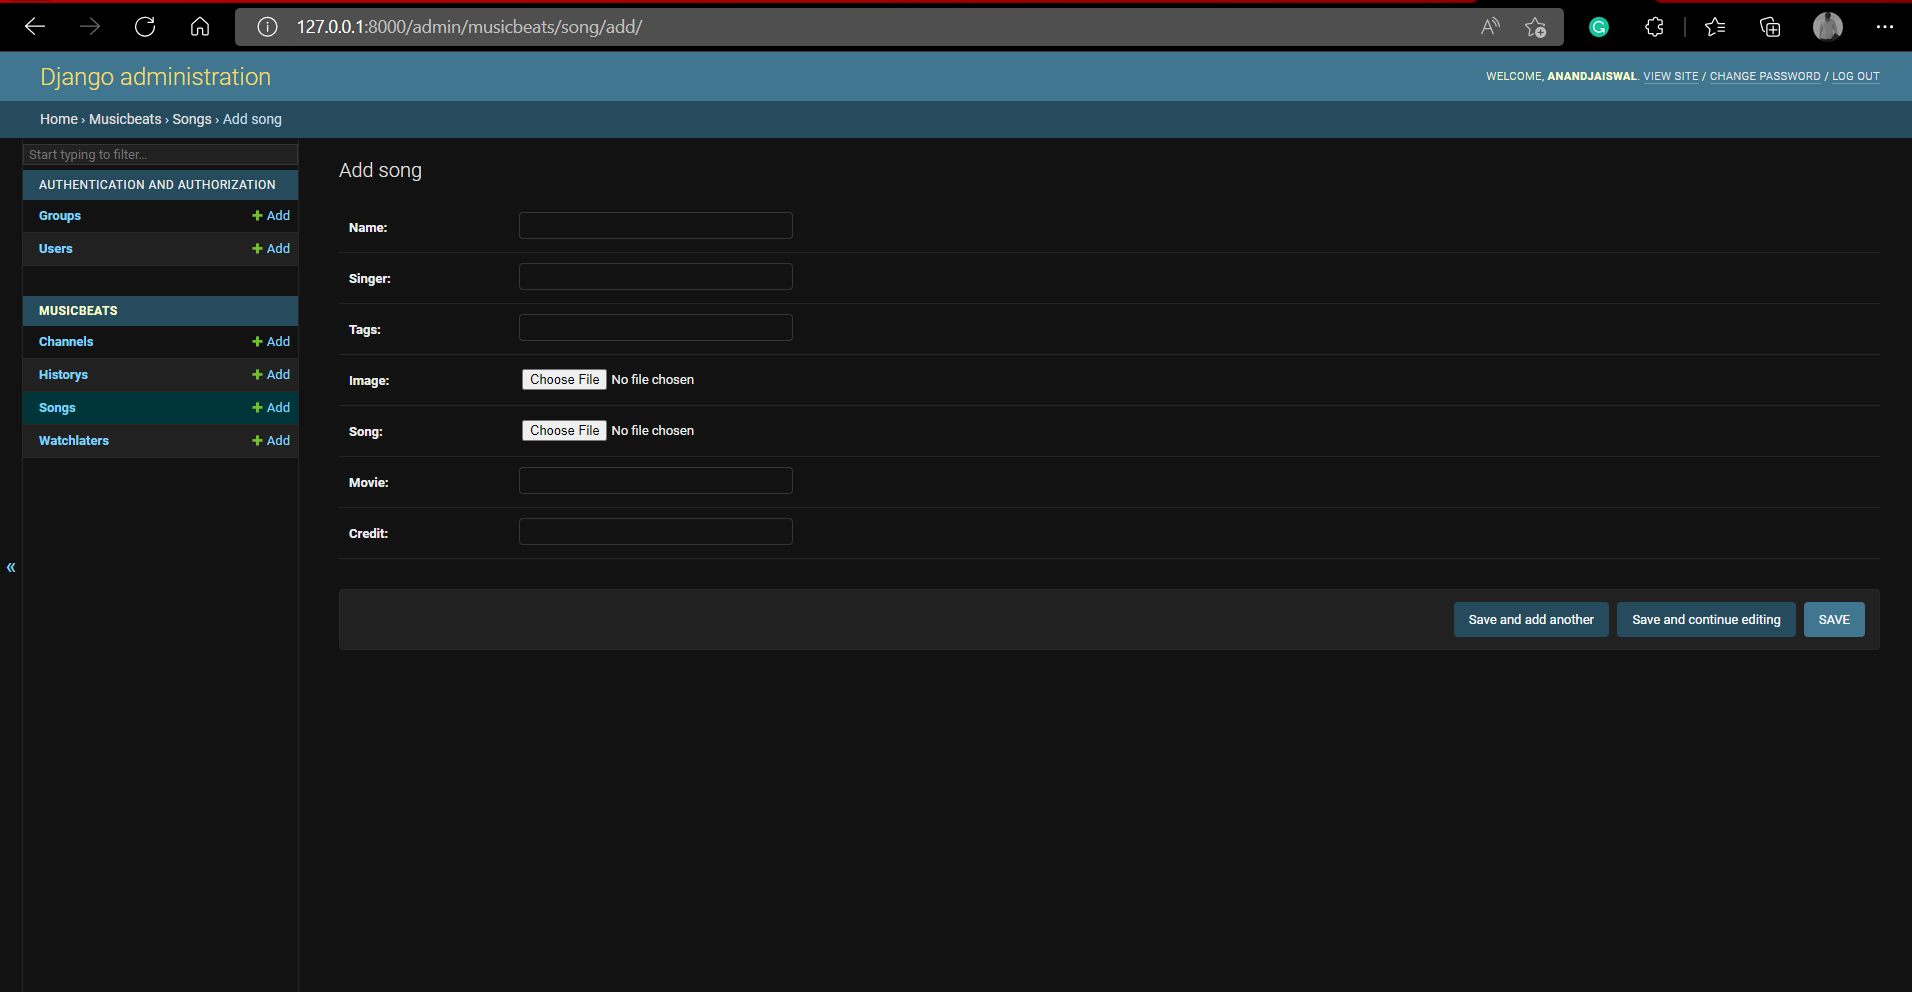 127.0.0.1:8000/admin/musicbeats/song/add/
Django administration
WELCOME, ANANDJAISWAL. VIEW SITE / CHANGE PASSWORD / LOG OUT
Home › Musicbeats › Songs › Add song
Start typing to filter...
AUTHENTICATION AND AUTHORIZATION
Groups + Add
Users + Add
MUSICBEATS
Channels + Add
Historys + Add
Songs + Add
Watchlaters + Add
«
Add song
Name:
Singer:
Tags:
Image: Choose File No file chosen
Song: Choose File No file chosen
Movie:
Credit:
Save and add another Save and continue editing SAVE